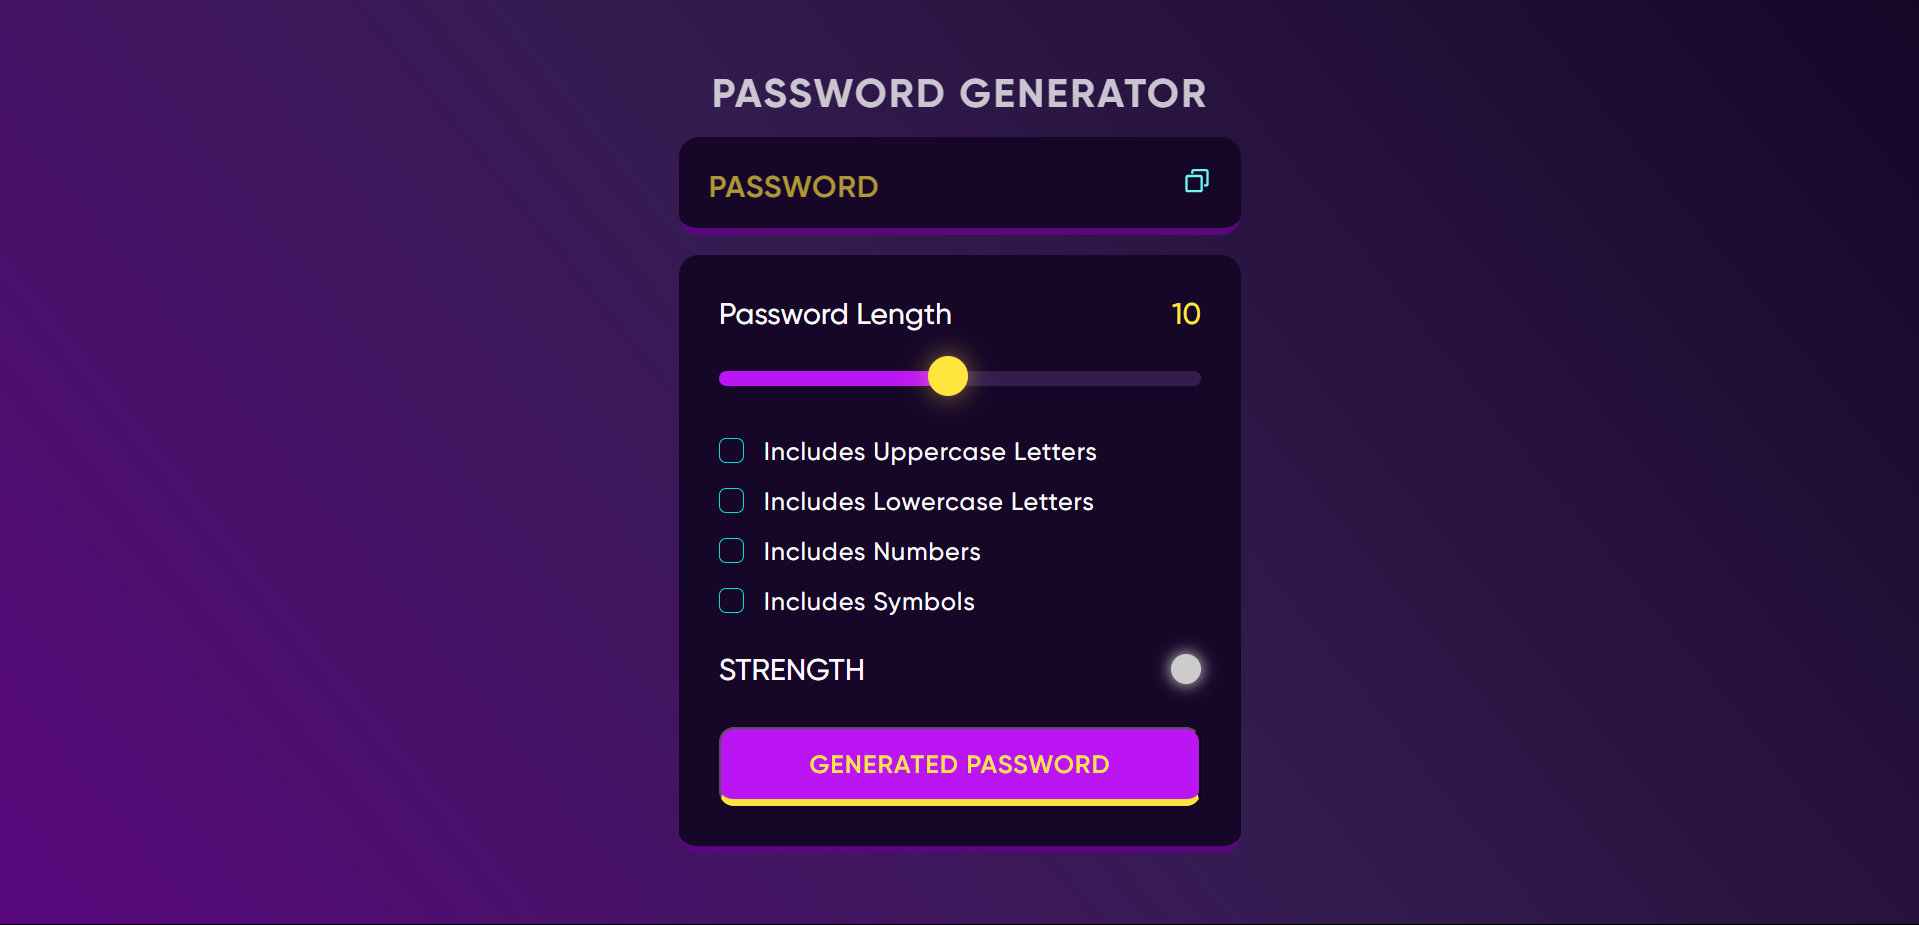 PASSWORD GENERATOR
PASSWORD
Password Length 10
Includes Uppercase Letters
Includes Lowercase Letters
Includes Numbers
Includes Symbols
STRENGTH
GENERATED PASSWORD